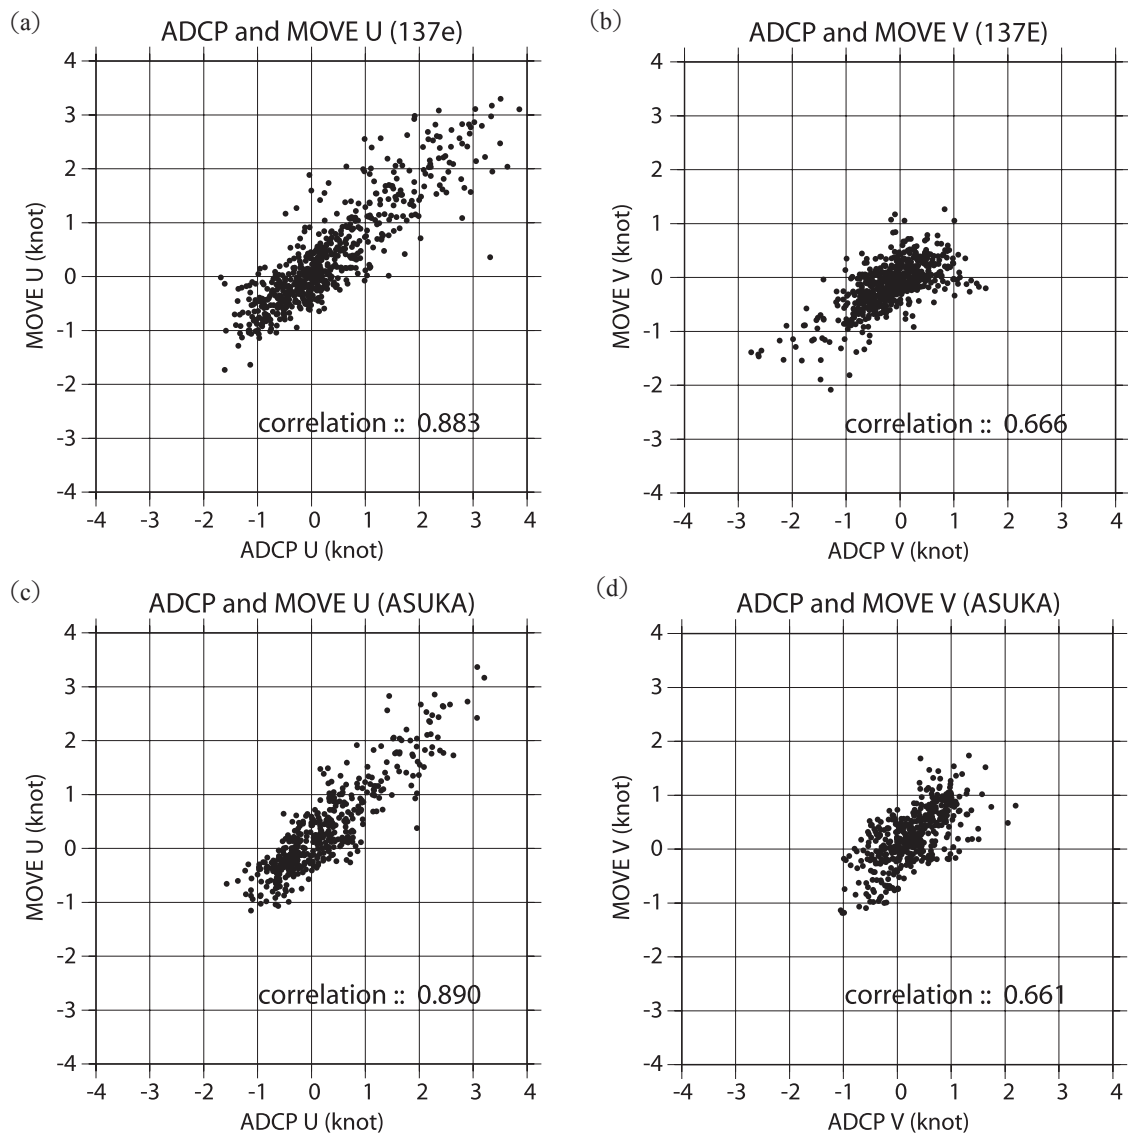 (a)
ADCP and MOVE U (137e)
4
3
2
1
0
-1
-2
-3
-4
MOVE U (knot)
correlation :: 0.883
-4 -3 -2 -1 0 1 2 3 4
ADCP U (knot)
(b)
ADCP and MOVE V (137E)
4
3
2
1
0
-1
-2
-3
-4
MOVE V (knot)
correlation :: 0.666
-4 -3 -2 -1 0 1 2 3 4
ADCP V (knot)
(c)
ADCP and MOVE U (ASUKA)
4
3
2
1
0
-1
-2
-3
-4
MOVE U (knot)
correlation :: 0.890
-4 -3 -2 -1 0 1 2 3 4
ADCP U (knot)
(d)
ADCP and MOVE V (ASUKA)
4
3
2
1
0
-1
-2
-3
-4
MOVE V (knot)
correlation :: 0.661
-4 -3 -2 -1 0 1 2 3 4
ADCP V (knot)